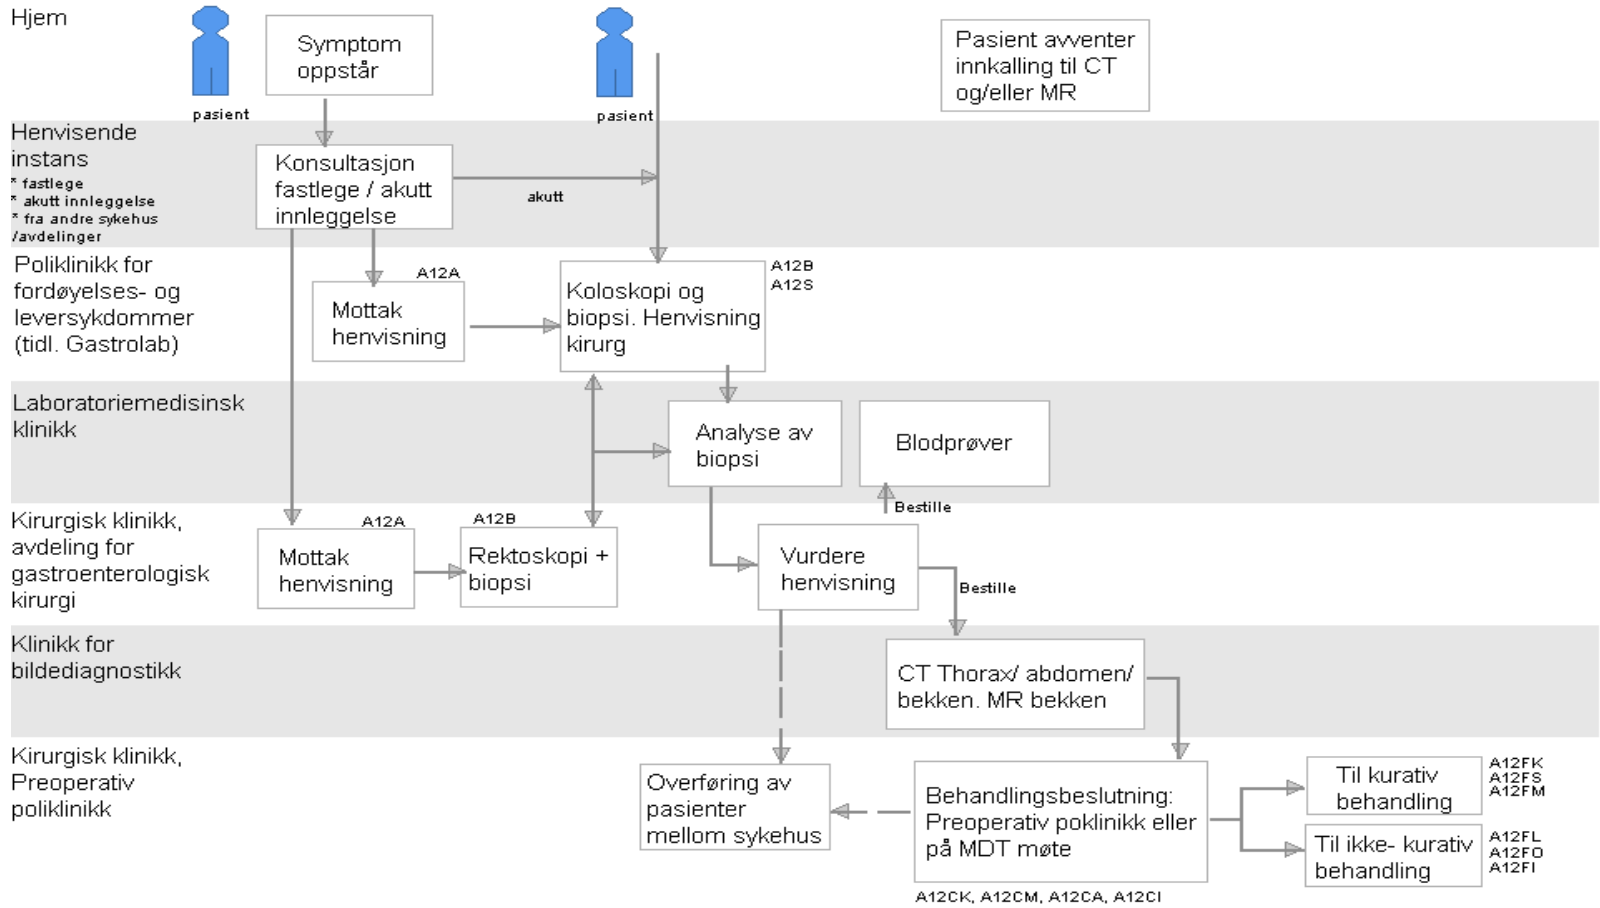 Hjem
Symptom
oppstår
pasient
pasient
Pasient avventer
innkalling til CT
og/eller MR
Henvisende
instans
* fastlege
* akutt innleggelse
* fra andre sykehus
/avdelinger
Konsultasjon
fastlege / akutt
innleggelse
akutt
Poliklinikk for
fordøyelses- og
leversykdommer
(tidl. Gastrolab)
A12A
Mottak
henvisning
Koloskopi og
biopsi. Henvisning
kirurg
A12B
A12S
Laboratoriemedisinsk
klinikk
Analyse av
biopsi
Blodprøver
Bestille
Kirurgisk klinikk,
avdeling for
gastroenterologisk
kirurgi
A12A
Mottak
henvisning
A12B
Rektoskopi +
biopsi
Vurdere
henvisning
Bestille
Klinikk for
bildediagnostikk
CT Thorax/ abdomen/
bekken. MR bekken
Kirurgisk klinikk,
Preoperativ
poliklinikk
Overføring av
pasienter
mellom sykehus
Behandlingsbeslutning:
Preoperativ poklinikk eller
på MDT møte
A12CK, A12CM, A12CA, A12CI
Til kurativ
behandling
A12FK
A12FS
A12FM
Til ikke- kurativ
behandling
A12FL
A12FO
A12FI